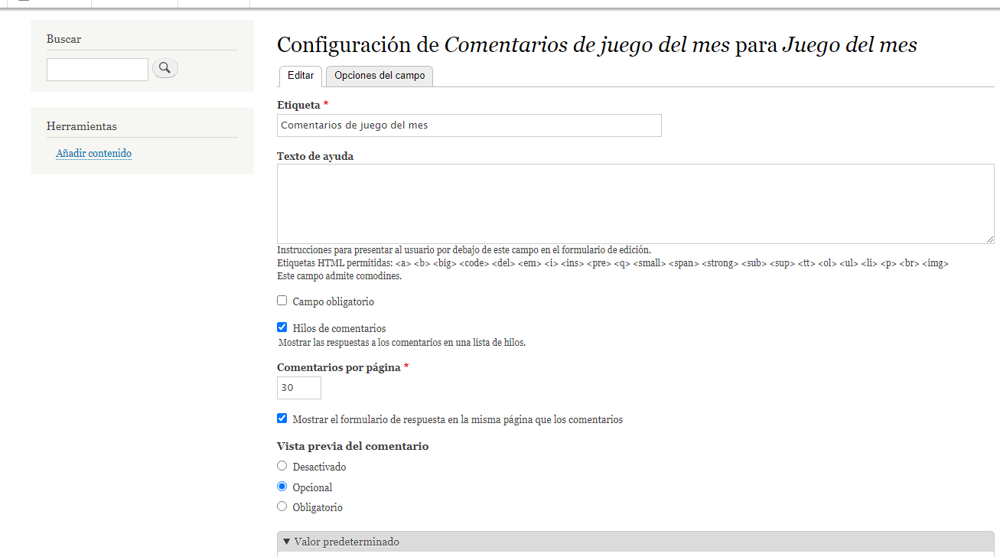 Buscar
Herramientas
Añadir contenido
Configuración de Comentarios de juego del mes para Juego del mes
Editar
Opciones del campo
Etiqueta *
Comentarios de juego del mes
Texto de ayuda
Instrucciones para presentar al usuario por debajo de este campo en el formulario de edición.
Etiquetas HTML permitidas: <a> <b> <big> <code> <del> <em> <i> <ins> <pre> <q> <small> <span> <strong> <sub> <sup> <tt> <ol> <ul> <li> <p> <br> <img>
Este campo admite comodines.
Campo obligatorio
Hilos de comentarios
Mostrar las respuestas a los comentarios en una lista de hilos.
Comentarios por página *
30
Mostrar el formulario de respuesta en la misma página que los comentarios
Vista previa del comentario
Desactivado
Opcional
Obligatorio
▼ Valor predeterminado